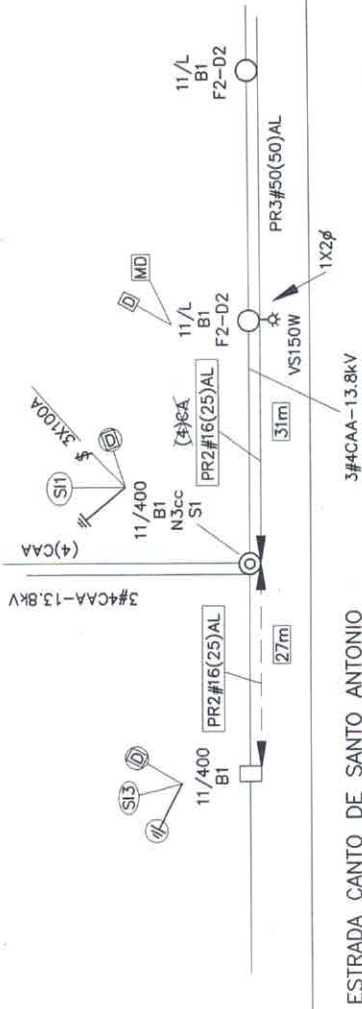 11/L
B1
F2-D2
PR3#50(50)AL
D
MD
11/L
B1
F2-D2
VS150W
1X2ϕ
(4)CA
PR2#16(25)AL
31m
3#4CAA-13.8kV
3X100A
D
SI1
11/400
B1
N3cc
S1
(4)CAA
3#4CAA-13.8kV
PR2#16(25)AL
27m
D
SI3
11/400
B1
ESTRADA CANTO DE SANTO ANTONIO